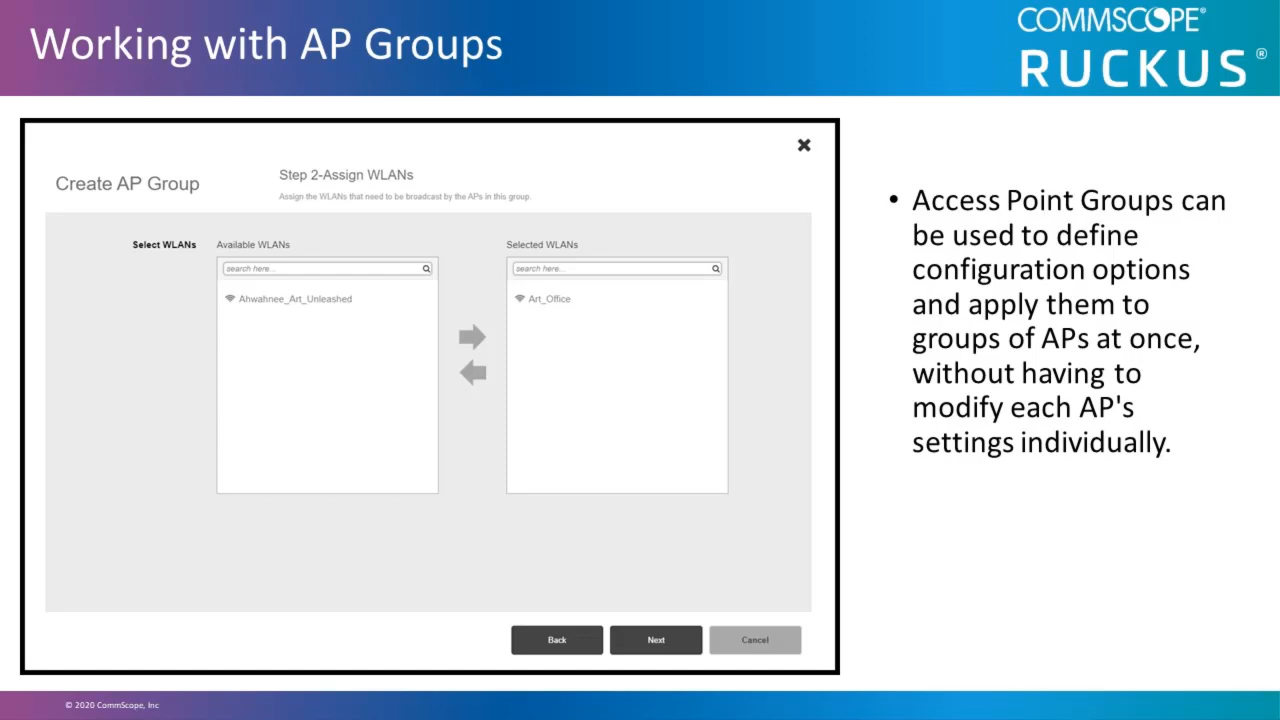 Working with AP Groups
COMMSCOPE®
RUCKUS®
Create AP Group
Step 2-Assign WLANs
Assign the WLANs that need to be broadcast by the APs in this group.
Select WLANs
Available WLANs
search here...
Ahwahnee_Art_Unleashed
Selected WLANs
search here...
Art_Office
Back
Next
Cancel
• Access Point Groups can
be used to define
configuration options
and apply them to
groups of APs at once,
without having to
modify each AP's
settings individually.
© 2020 CommScope, Inc